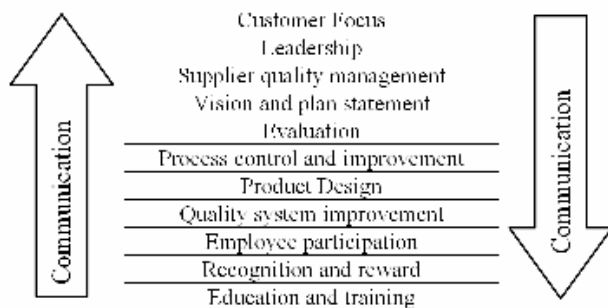 Communication
Customer Focus
Leadership
Supplier quality management
Vision and plan statement
Evaluation
Process control and improvement
Product Design
Quality system improvement
Employee participation
Recognition and reward
Education and training
Communication